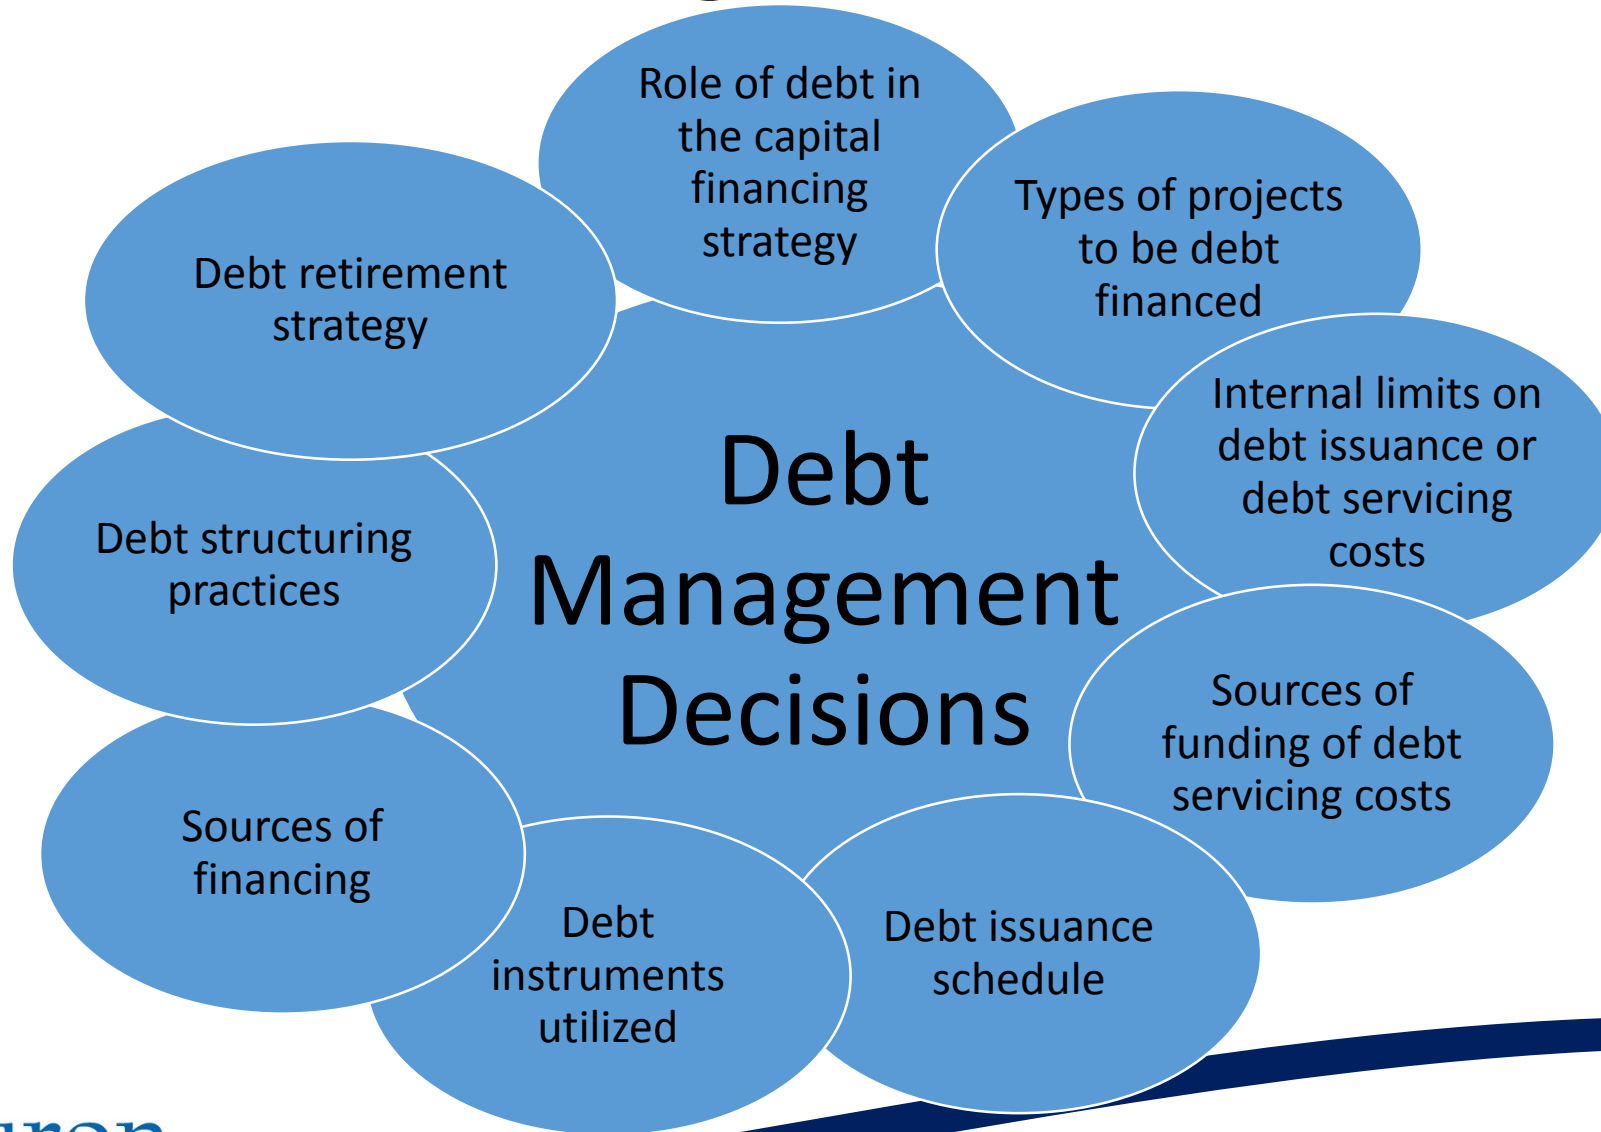 Role of debt in
the capital
financing
strategy
Types of projects
to be debt
financed
Internal limits on
debt issuance or
debt servicing
costs
Sources of
funding of debt
servicing costs
Debt issuance
schedule
Debt
instruments
utilized
Sources of
financing
Debt structuring
practices
Debt retirement
strategy
Debt
Management
Decisions